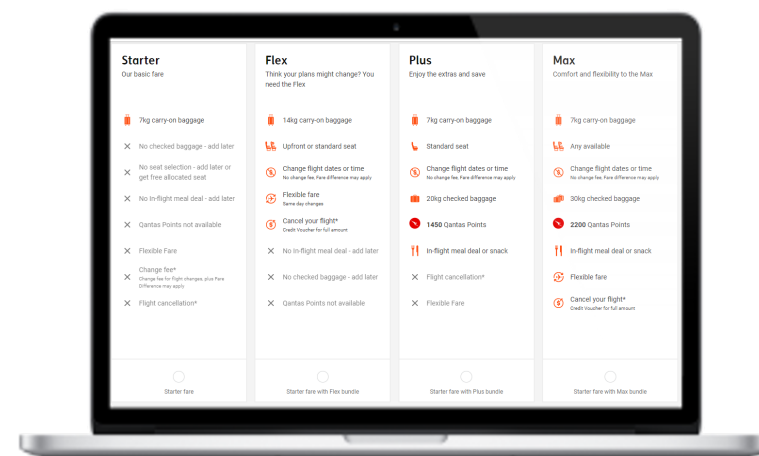 Starter
Our basic fare
7kg carry-on baggage
No checked baggage - add later
No seat selection - add later or
get free allocated seat
No In-flight meal deal - add later
Qantas Points not available
Flexible Fare
Change fee*
Change fee for flight changes, plus Fare
Difference may apply
Flight cancellation*
Starter fare
Flex
Think your plans might change? You
need the Flex
14kg carry-on baggage
Upfront or standard seat
Change flight dates or time
No change fee, Fare difference may apply
Flexible fare
Same day changes
Cancel your flight*
Credit Voucher for full amount
No In-flight meal deal - add later
No checked baggage - add later
Qantas Points not available
Starter fare with Flex bundle
Plus
Enjoy the extras and save
7kg carry-on baggage
Standard seat
Change flight dates or time
No change fee, Fare difference may apply
20kg checked baggage
1450 Qantas Points
In-flight meal deal or snack
Flight cancellation*
Flexible Fare
Starter fare with Plus bundle
Max
Comfort and flexibility to the Max
7kg carry-on baggage
Any available
Change flight dates or time
No change fee, Fare difference may apply
30kg checked baggage
2200 Qantas Points
In-flight meal deal or snack
Flexible fare
Cancel your flight*
Credit Voucher for full amount
Starter fare with Max bundle